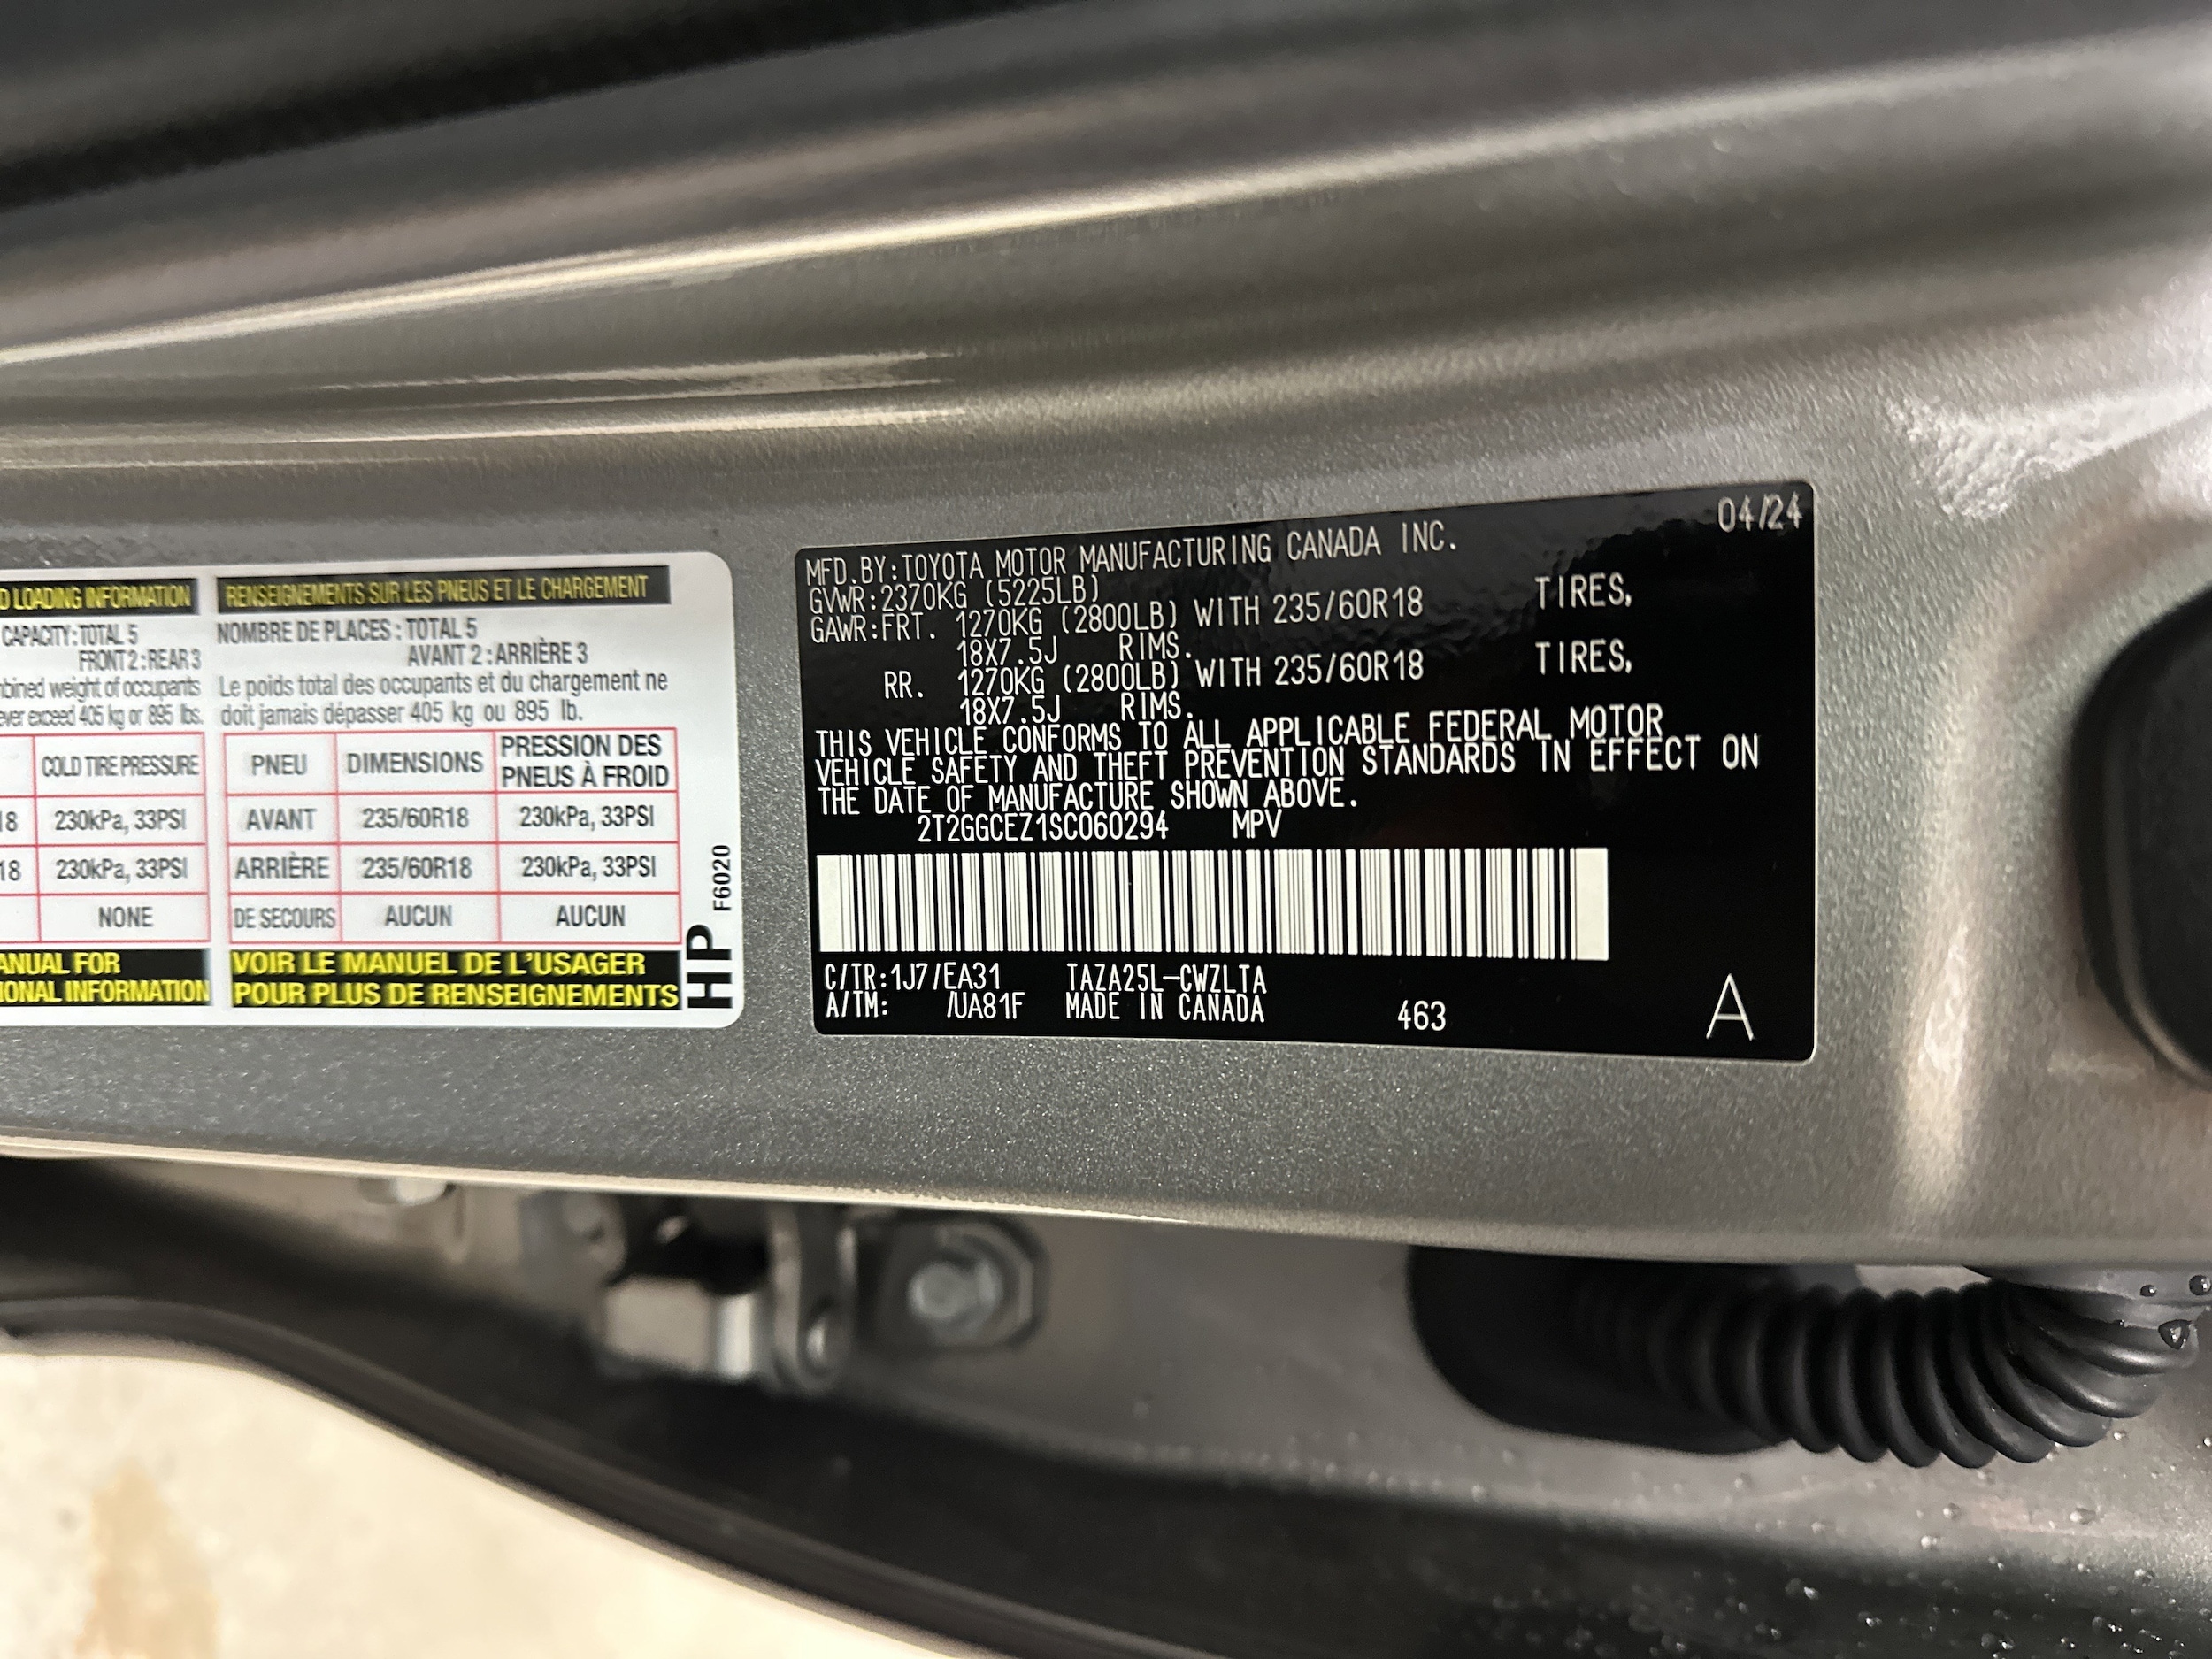 D LOADING INFORMATION
CAPACITY: TOTAL 5
FRONT 2 : REAR 3
bined weight of occupants
ever exceed 405 kg or 895 lbs.
COLD TIRE PRESSURE
18 230kPa, 33PSI
18 230kPa, 33PSI
NONE
ANUAL FOR
IONAL INFORMATION
RENSEIGNEMENTS SUR LES PNEUS ET LE CHARGEMENT
NOMBRE DE PLACES : TOTAL 5
AVANT 2 : ARRIÈRE 3
Le poids total des occupants et du chargement ne
doit jamais dépasser 405 kg ou 895 lb.
PNEU DIMENSIONS PRESSION DES
PNEUS À FROID
AVANT 235/60R18 230kPa, 33PSI
ARRIÈRE 235/60R18 230kPa, 33PSI
DE SECOURS AUCUN AUCUN
VOIR LE MANUEL DE L'USAGER
POUR PLUS DE RENSEIGNEMENTS
HP F6020
04/24
MFD.BY:TOYOTA MOTOR MANUFACTURING CANADA INC.
GVWR:2370KG (5225LB)
GAWR:FRT. 1270KG (2800LB) WITH 235/60R18 TIRES,
18X7.5J RIMS.
RR. 1270KG (2800LB) WITH 235/60R18 TIRES,
18X7.5J RIMS.
THIS VEHICLE CONFORMS TO ALL APPLICABLE FEDERAL MOTOR
VEHICLE SAFETY AND THEFT PREVENTION STANDARDS IN EFFECT ON
THE DATE OF MANUFACTURE SHOWN ABOVE.
2T2GGCEZ1SC060294 MPV
C/TR:1J7/EA31 TAZA25L-CWZLTA
A/TM: /UA81F MADE IN CANADA 463 A